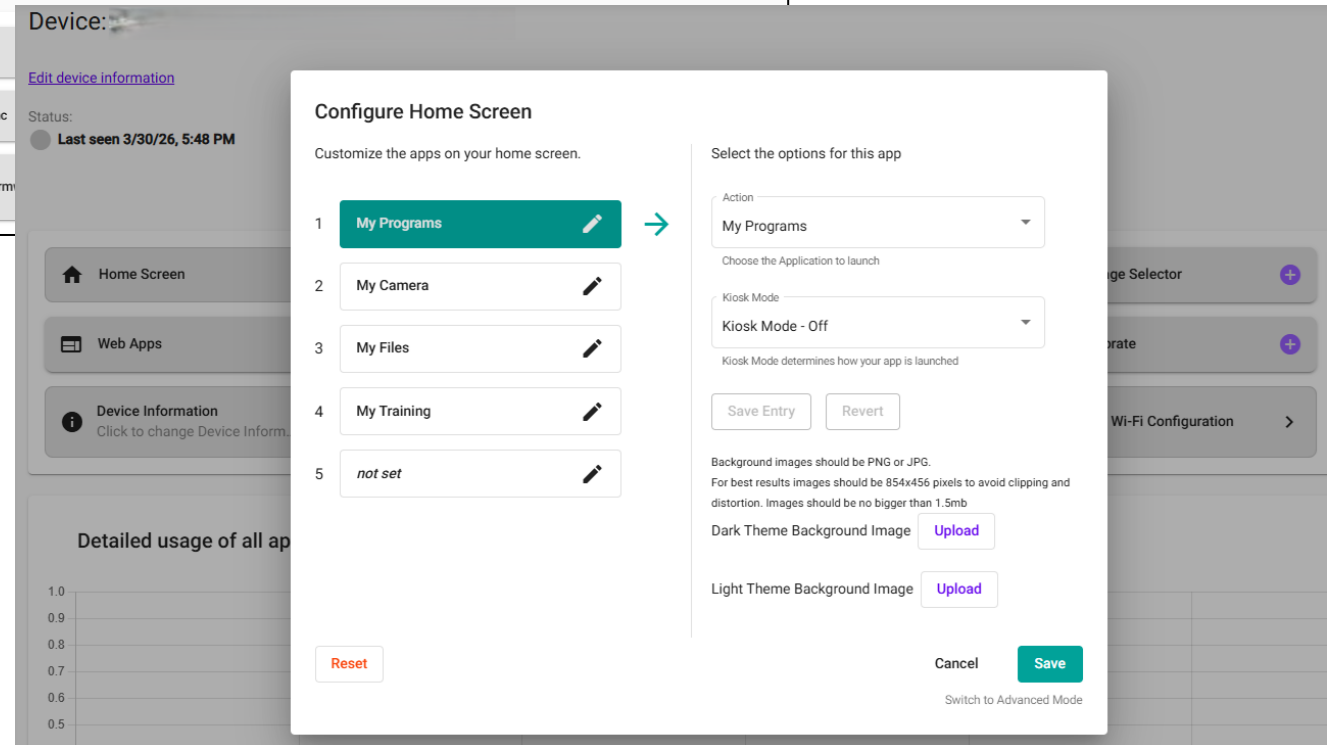 Device:
Edit device information
Status:
Last seen 3/30/26, 5:48 PM
Home Screen
Web Apps
Device Information
Click to change Device Inform...
Detailed usage of all ap
1.0
0.9
0.8
0.7
0.6
0.5
Configure Home Screen
Customize the apps on your home screen.
1 My Programs
2 My Camera
3 My Files
4 My Training
5 not set
Reset
Select the options for this app
Action
My Programs
Choose the Application to launch
Kiosk Mode
Kiosk Mode - Off
Kiosk Mode determines how your app is launched
Save Entry Revert
Background images should be PNG or JPG.
For best results images should be 854x456 pixels to avoid clipping and
distortion. Images should be no bigger than 1.5mb
Dark Theme Background Image Upload
Light Theme Background Image Upload
Cancel Save
Switch to Advanced Mode
ge Selector
orate
Wi-Fi Configuration